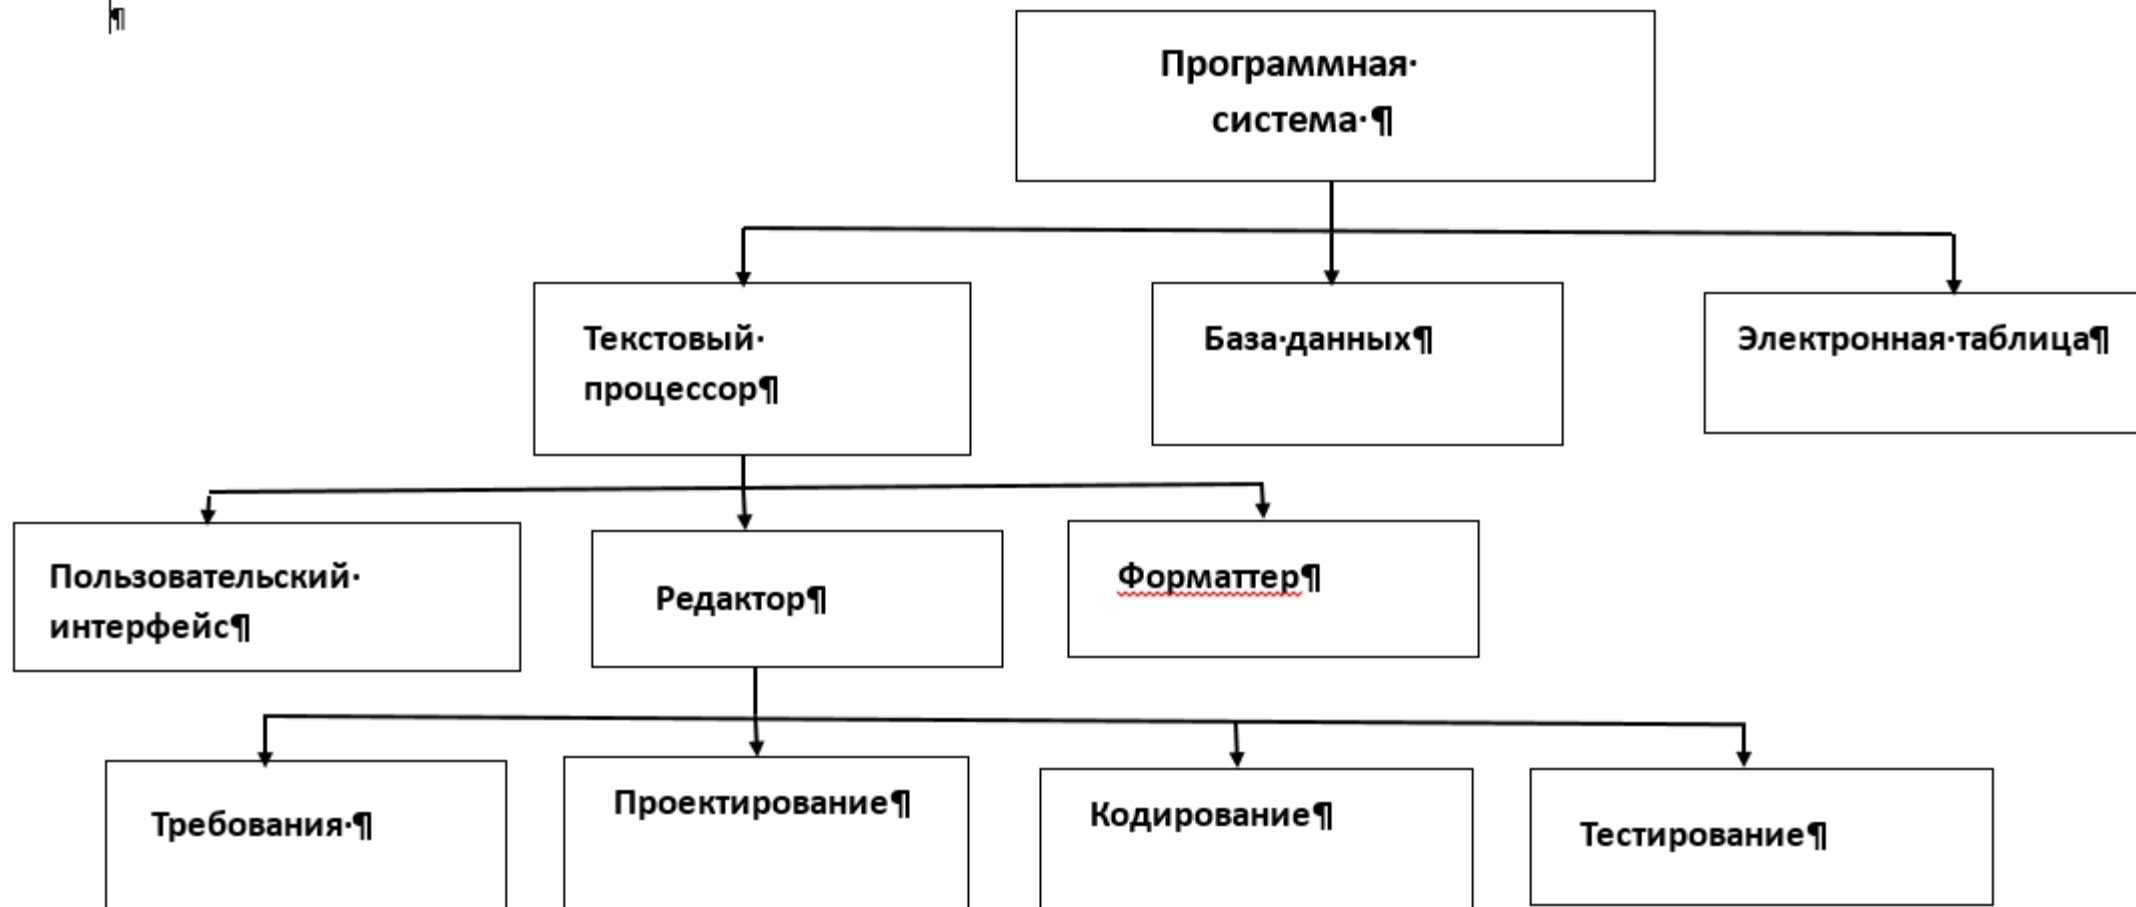 ¶
Программная·
система·¶
Текстовый·
процессор¶
База·данных¶
Электронная·таблица¶
Пользовательский·
интерфейс¶
Редактор¶
Форматтер¶
Требования·¶
Проектирование¶
Кодирование¶
Тестирование¶